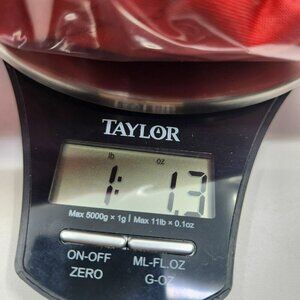 TAYLOR
lb oz
1: 1.3
Max 5000g x 1g | Max 11lb x 0.1oz
ON-OFF ML-FL.OZ
ZERO G-OZ